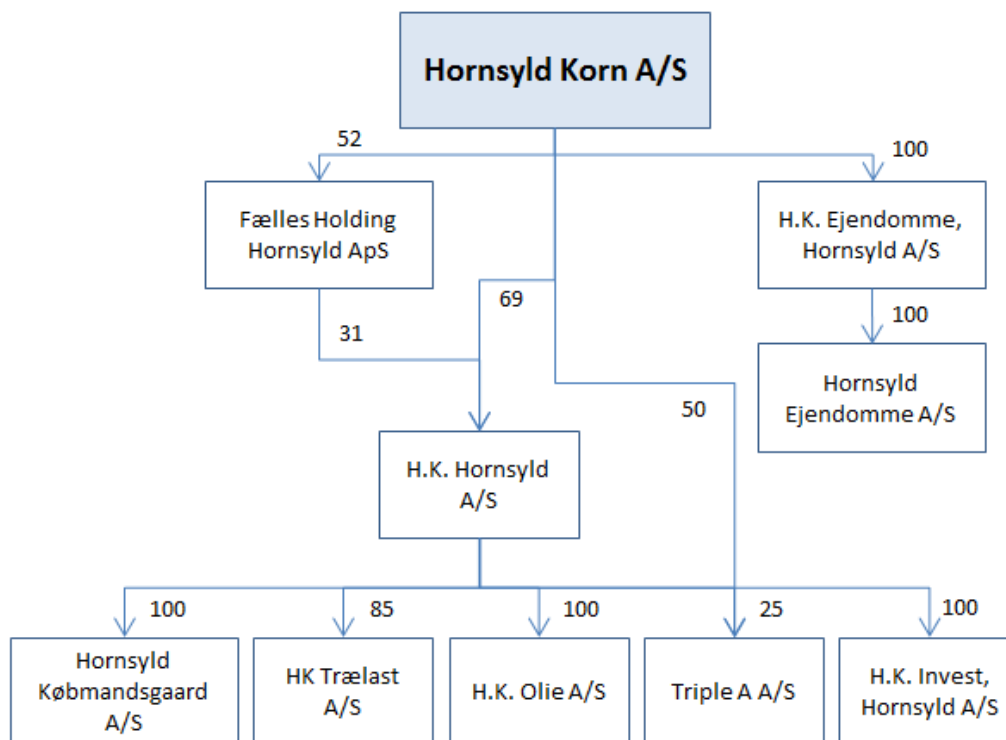 Hornsyld Korn A/S
52
100
Fælles Holding
Hornsyld ApS
H.K. Ejendomme,
Hornsyld A/S
69
31
100
Hornsyld
Ejendomme A/S
50
H.K. Hornsyld
A/S
100
85
100
25
100
Hornsyld
Købmandsgaard
A/S
HK Trælast
A/S
H.K. Olie A/S
Triple A A/S
H.K. Invest,
Hornsyld A/S